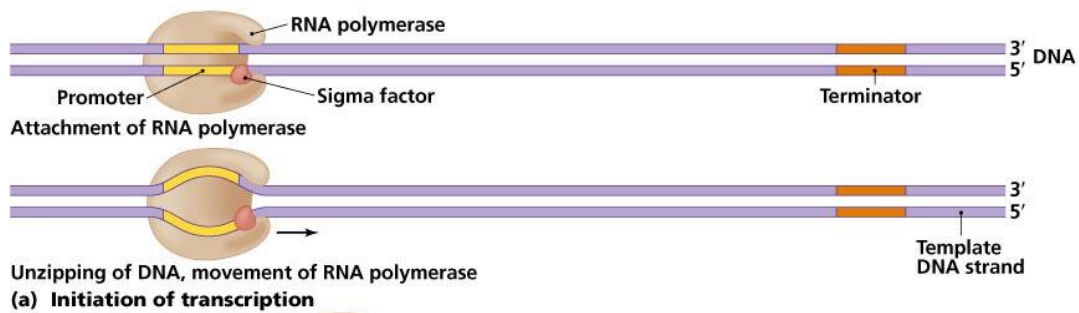 RNA polymerase
3′
DNA
5′
Promoter
Sigma factor
Terminator
Attachment of RNA polymerase
3′
5′
Template
DNA strand
Unzipping of DNA, movement of RNA polymerase
(a) Initiation of transcription